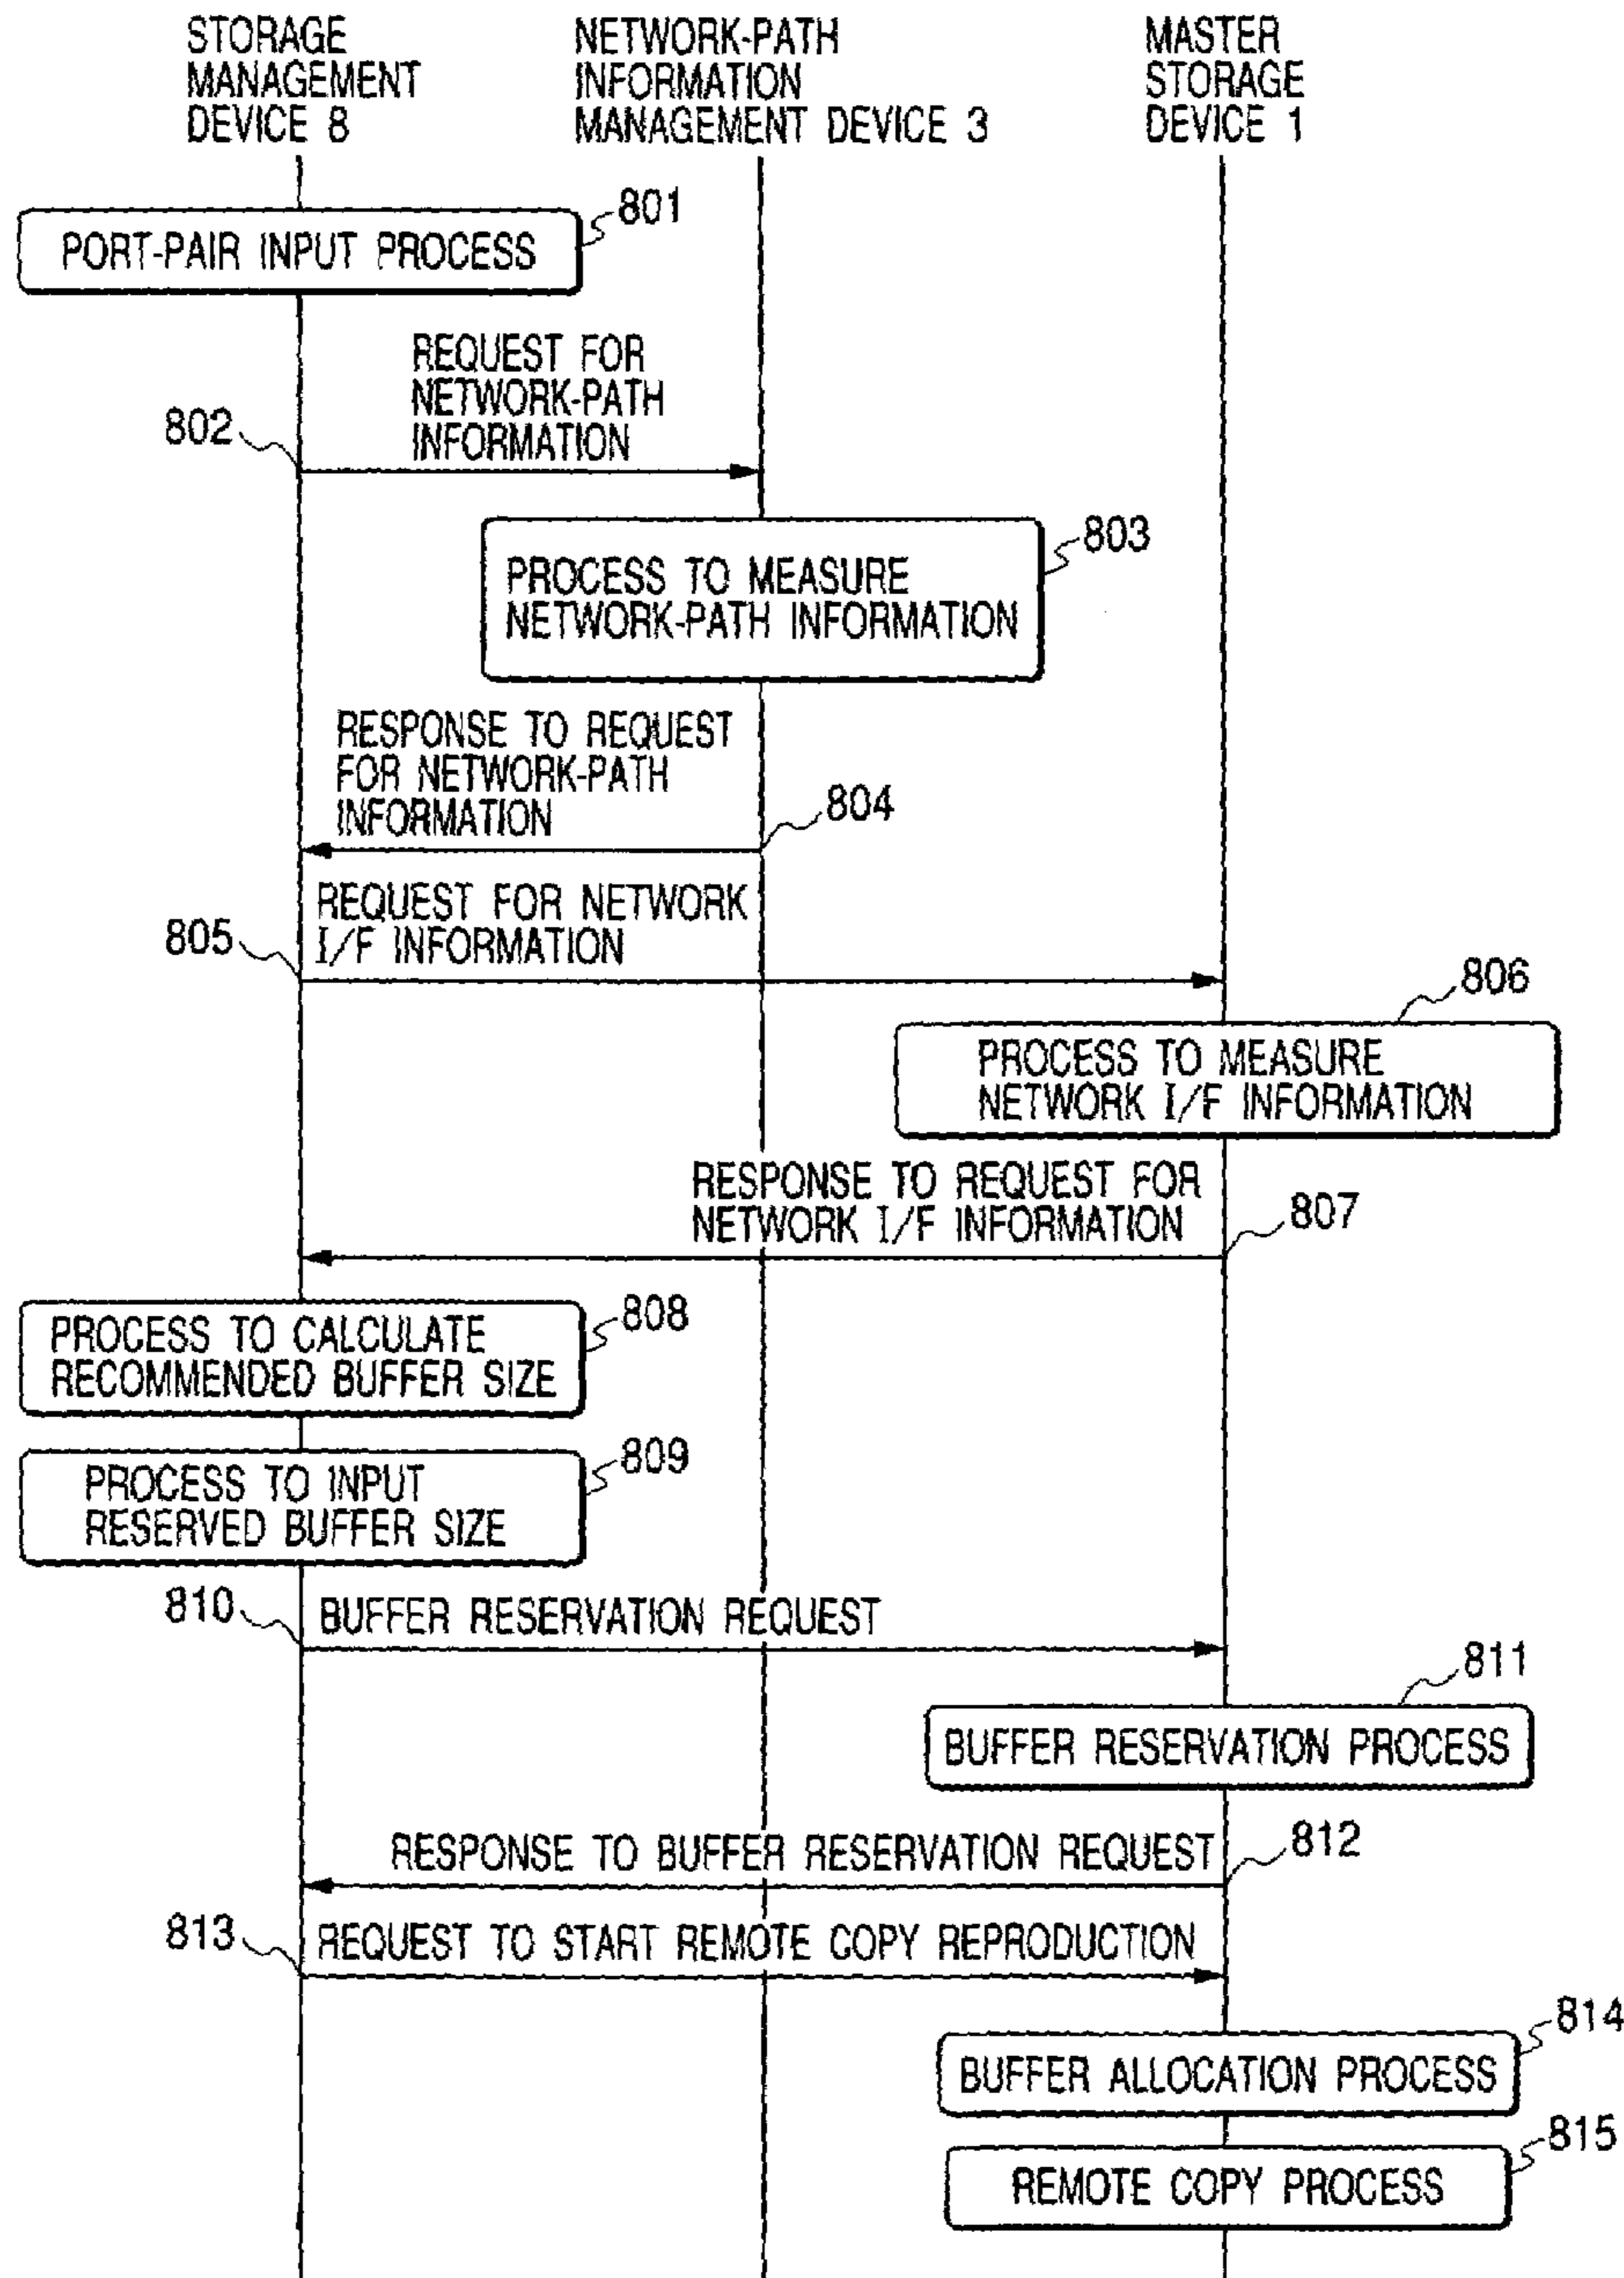 STORAGE
MANAGEMENT
DEVICE 8
NETWORK-PATH
INFORMATION
MANAGEMENT DEVICE 3
MASTER
STORAGE
DEVICE 1
801
PORT-PAIR INPUT PROCESS
REQUEST FOR
NETWORK-PATH
INFORMATION
802
803
PROCESS TO MEASURE
NETWORK-PATH INFORMATION
RESPONSE TO REQUEST
FOR NETWORK-PATH
INFORMATION
804
REQUEST FOR NETWORK
I/F INFORMATION
805
806
PROCESS TO MEASURE
NETWORK I/F INFORMATION
RESPONSE TO REQUEST FOR
NETWORK I/F INFORMATION
807
808
PROCESS TO CALCULATE
RECOMMENDED BUFFER SIZE
809
PROCESS TO INPUT
RESERVED BUFFER SIZE
810
BUFFER RESERVATION REQUEST
811
BUFFER RESERVATION PROCESS
RESPONSE TO BUFFER RESERVATION REQUEST
812
813
REQUEST TO START REMOTE COPY REPRODUCTION
814
BUFFER ALLOCATION PROCESS
815
REMOTE COPY PROCESS